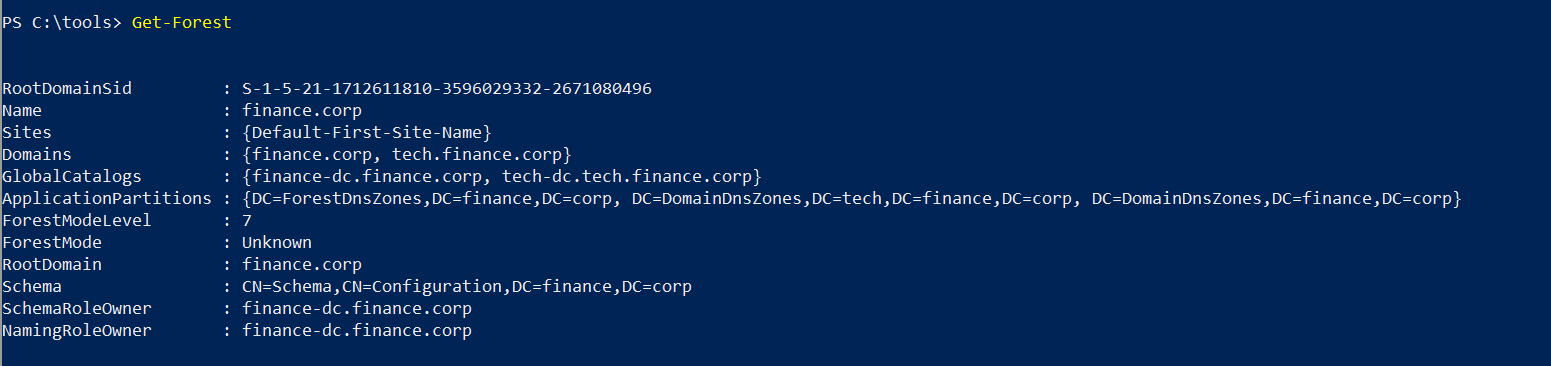 PS C:\tools> Get-Forest
RootDomainSid : S-1-5-21-1712611810-3596029332-2671080496
Name : finance.corp
Sites : {Default-First-Site-Name}
Domains : {finance.corp, tech.finance.corp}
GlobalCatalogs : {finance-dc.finance.corp, tech-dc.tech.finance.corp}
ApplicationPartitions : {DC=ForestDnsZones,DC=finance,DC=corp, DC=DomainDnsZones,DC=tech,DC=finance,DC=corp, DC=DomainDnsZones,DC=finance,DC=corp}
ForestModeLevel : 7
ForestMode : Unknown
RootDomain : finance.corp
Schema : CN=Schema,CN=Configuration,DC=finance,DC=corp
SchemaRoleOwner : finance-dc.finance.corp
NamingRoleOwner : finance-dc.finance.corp